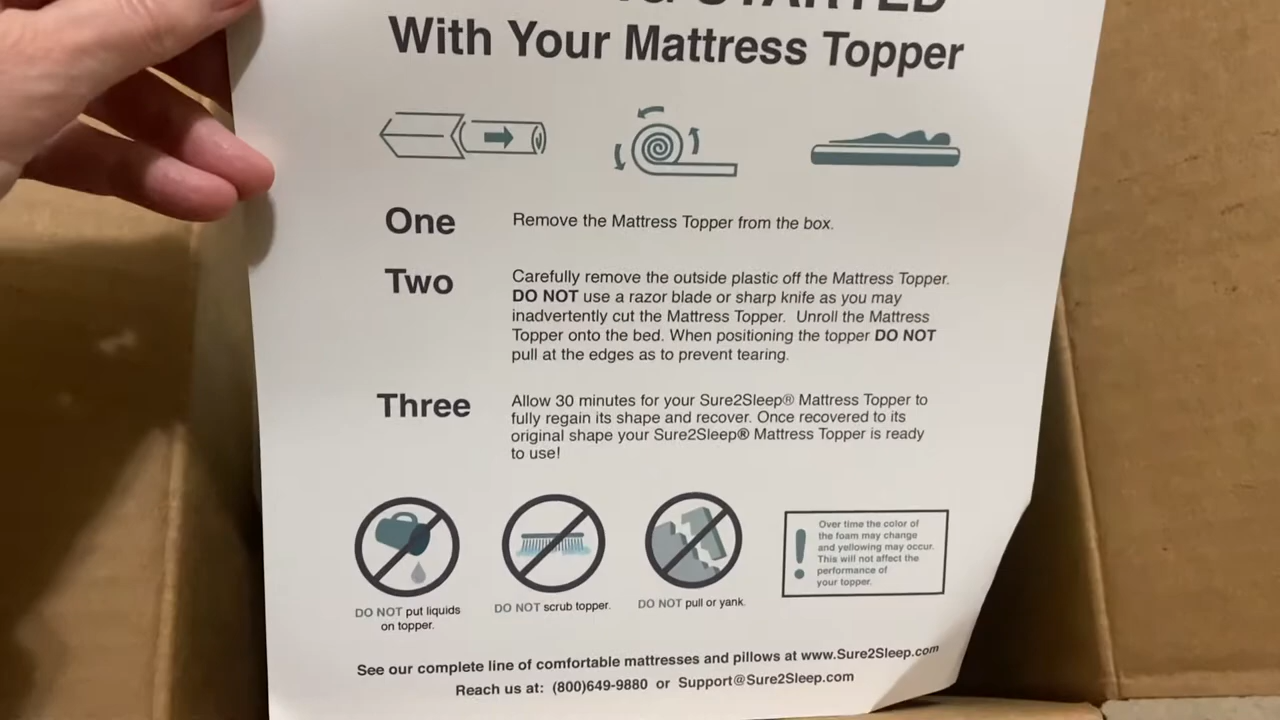 STARTED
With Your Mattress Topper
One
Remove the Mattress Topper from the box.
Two
Carefully remove the outside plastic off the Mattress Topper.
DO NOT use a razor blade or sharp knife as you may
inadvertently cut the Mattress Topper. Unroll the Mattress
Topper onto the bed. When positioning the topper DO NOT
pull at the edges as to prevent tearing.
Three
Allow 30 minutes for your Sure2Sleep® Mattress Topper to
fully regain its shape and recover. Once recovered to its
original shape your Sure2Sleep® Mattress Topper is ready
to use!
DO NOT put liquids
on topper.
DO NOT scrub topper.
DO NOT pull or yank.
!
Over time the color of
the foam may change
and yellowing may occur.
This will not affect the
performance of
your topper.
See our complete line of comfortable mattresses and pillows at www.Sure2Sleep.com
Reach us at: (800)649-9880 or Support@Sure2Sleep.com